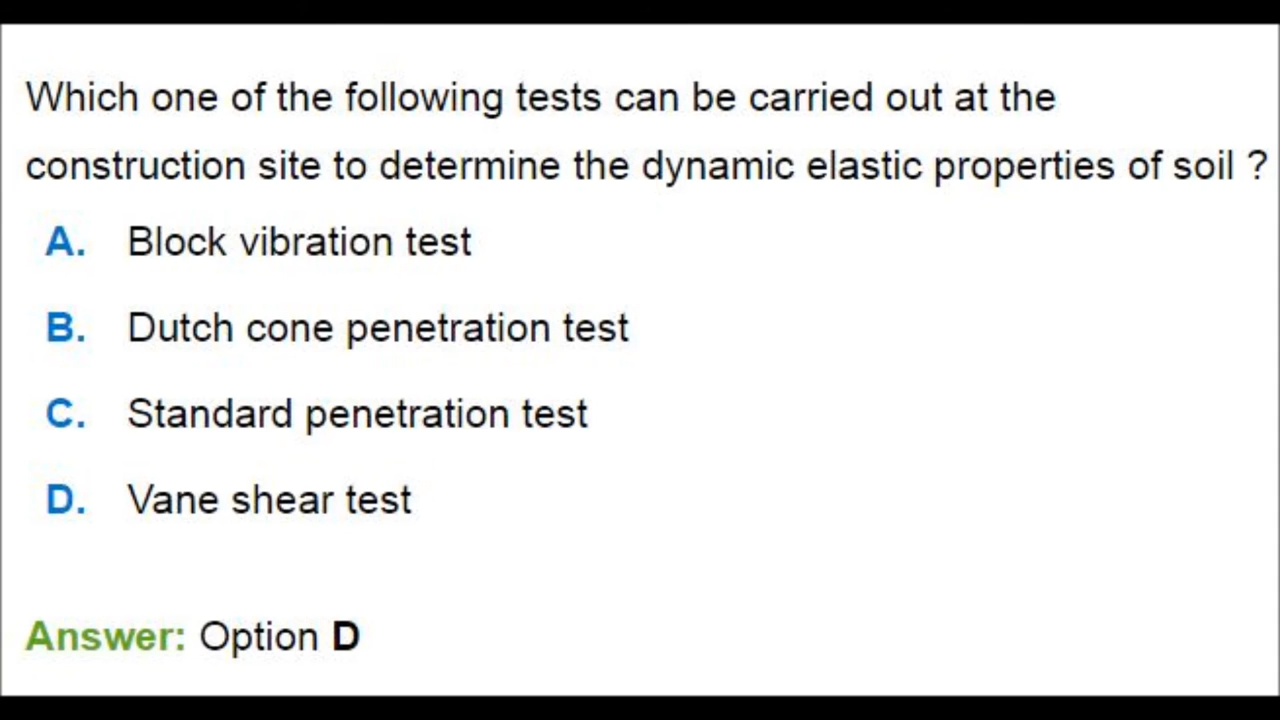 Which one of the following tests can be carried out at the
construction site to determine the dynamic elastic properties of soil ?
A. Block vibration test
B. Dutch cone penetration test
C. Standard penetration test
D. Vane shear test
Answer: Option D